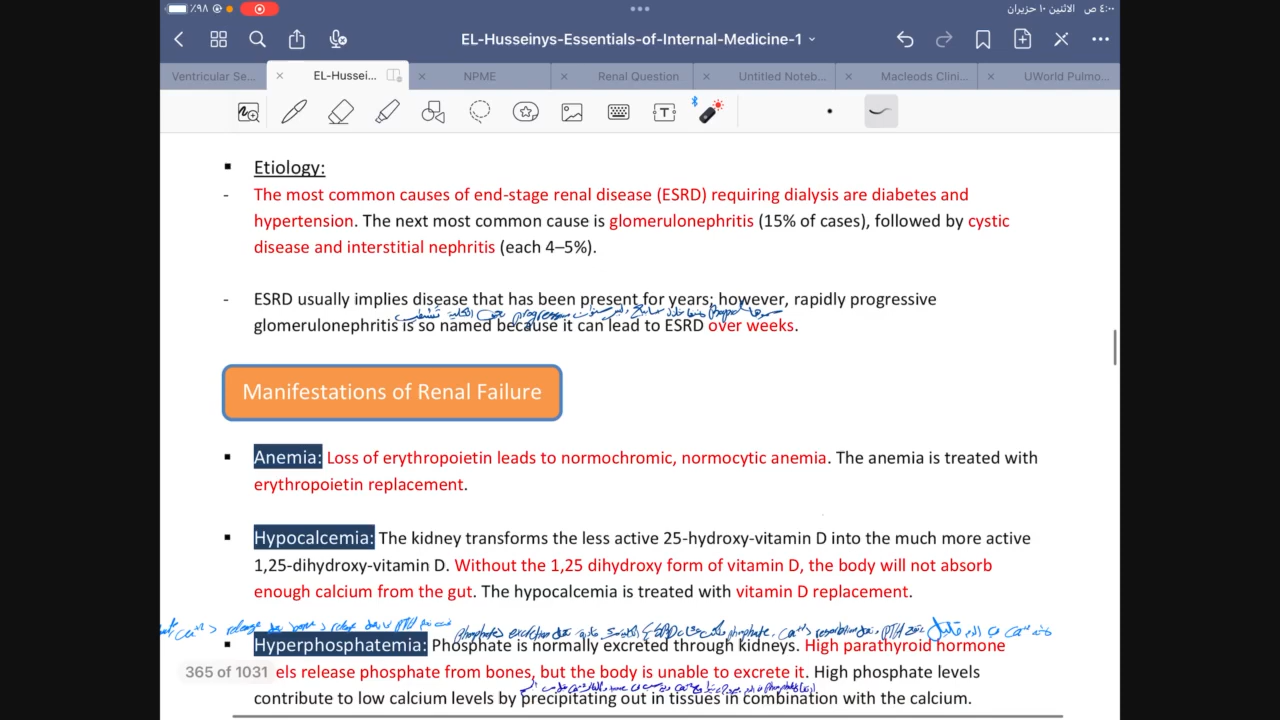 ٪٩٨
٤:٠٠ ص الاثنين ١٠ حزيران
EL-Husseinys-Essentials-of-Internal-Medicine-1
Ventricular Se... EL-Hussei... NPME Renal Question Untitled Noteb... Macleods Clini... UWorld Pulmo...
▪ Etiology:
- The most common causes of end-stage renal disease (ESRD) requiring dialysis are diabetes and
hypertension. The next most common cause is glomerulonephritis (15% of cases), followed by cystic
disease and interstitial nephritis (each 4–5%).
- ESRD usually implies disease that has been present for years; however, rapidly progressive
glomerulonephritis is so named because it can lead to ESRD over weeks.
Manifestations of Renal Failure
▪ Anemia: Loss of erythropoietin leads to normochromic, normocytic anemia. The anemia is treated with
erythropoietin replacement.
▪ Hypocalcemia: The kidney transforms the less active 25-hydroxy-vitamin D into the much more active
1,25-dihydroxy-vitamin D. Without the 1,25 dihydroxy form of vitamin D, the body will not absorb
enough calcium from the gut. The hypocalcemia is treated with vitamin D replacement.
▪ Hyperphosphatemia: Phosphate is normally excreted through kidneys. High parathyroid hormone
els release phosphate from bones, but the body is unable to excrete it. High phosphate levels
365 of 1031
contribute to low calcium levels by precipitating out in tissues in combination with the calcium.